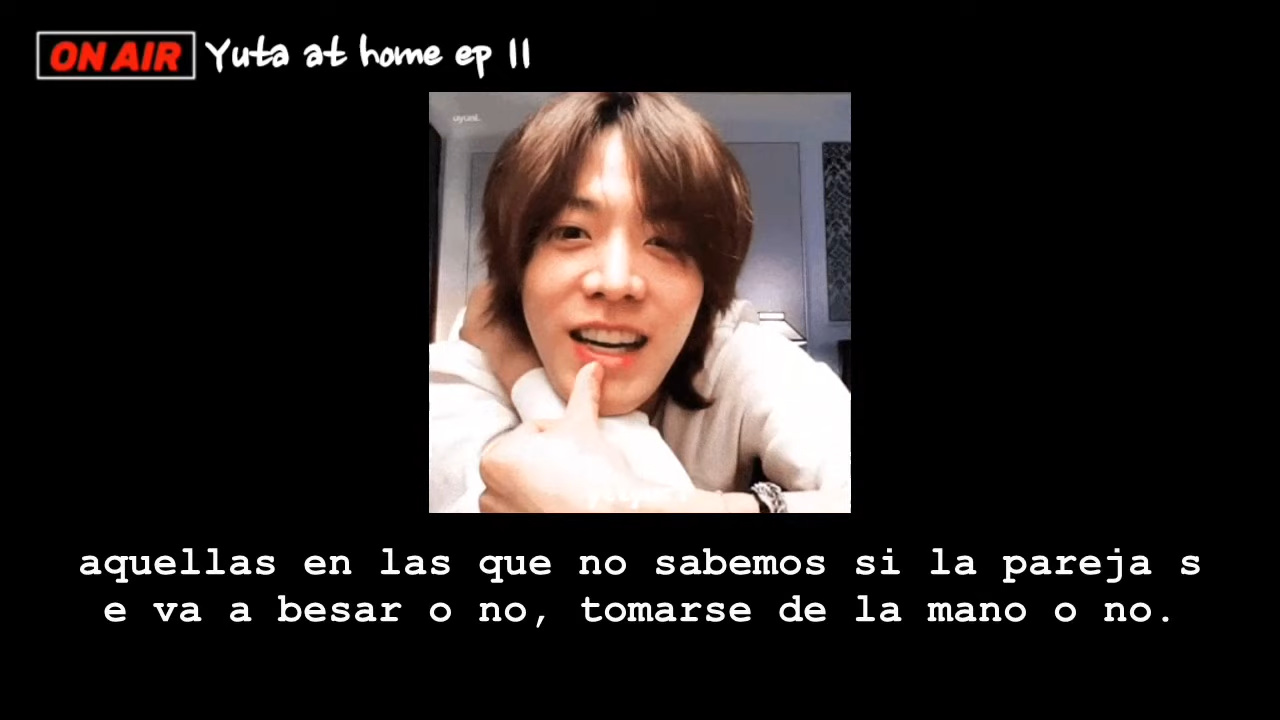 ON AIR Yuta at home ep 11
uyuni.
aquellas en las que no sabemos si la pareja s
e va a besar o no, tomarse de la mano o no.